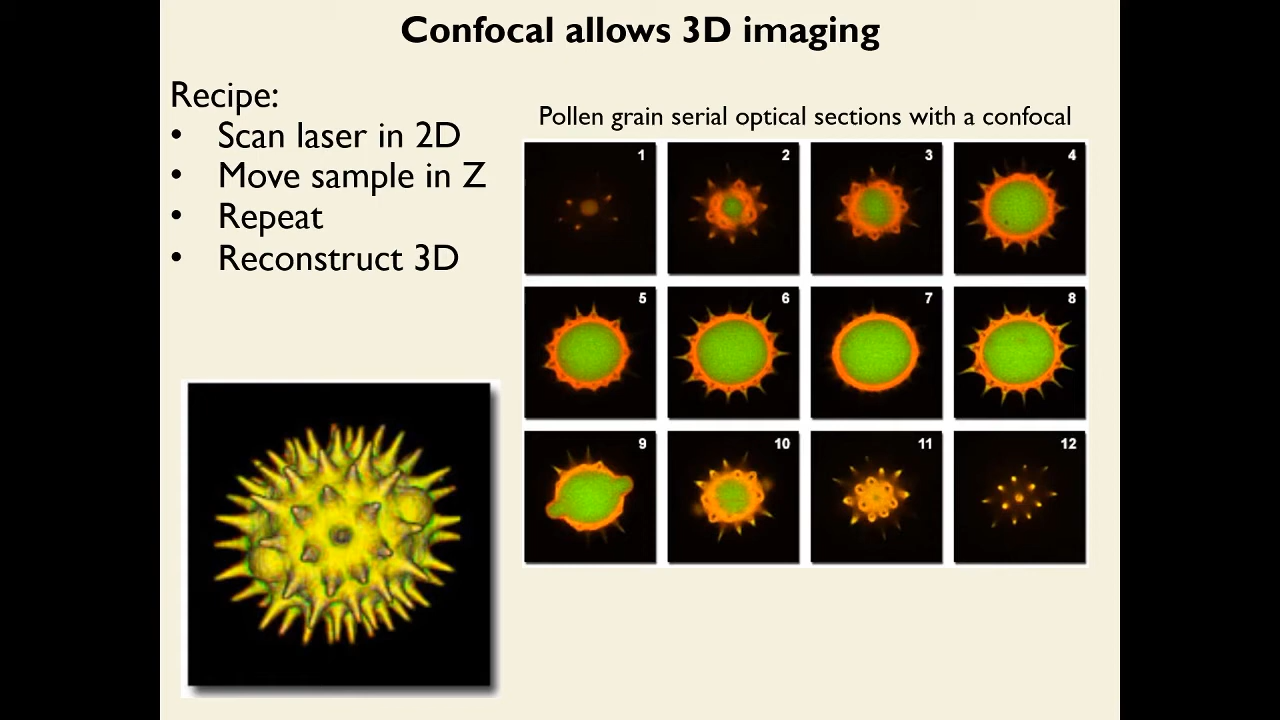 Confocal allows 3D imaging
Recipe:
• Scan laser in 2D
• Move sample in Z
• Repeat
• Reconstruct 3D
Pollen grain serial optical sections with a confocal
1 2 3 4
5 6 7 8
9 10 11 12